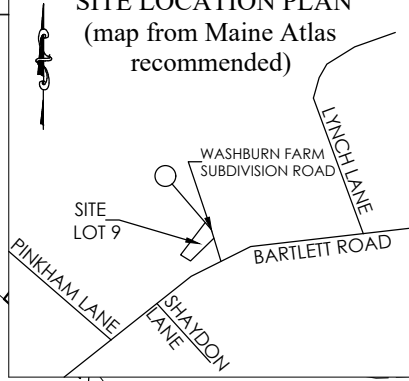 SITE LOCATION PLAN
(map from Maine Atlas
recommended)
WASHBURN FARM
SUBDIVISION ROAD
LYNCH LANE
SITE
LOT 9
BARTLETT ROAD
PINKHAM LANE
SHAYDON
LANE